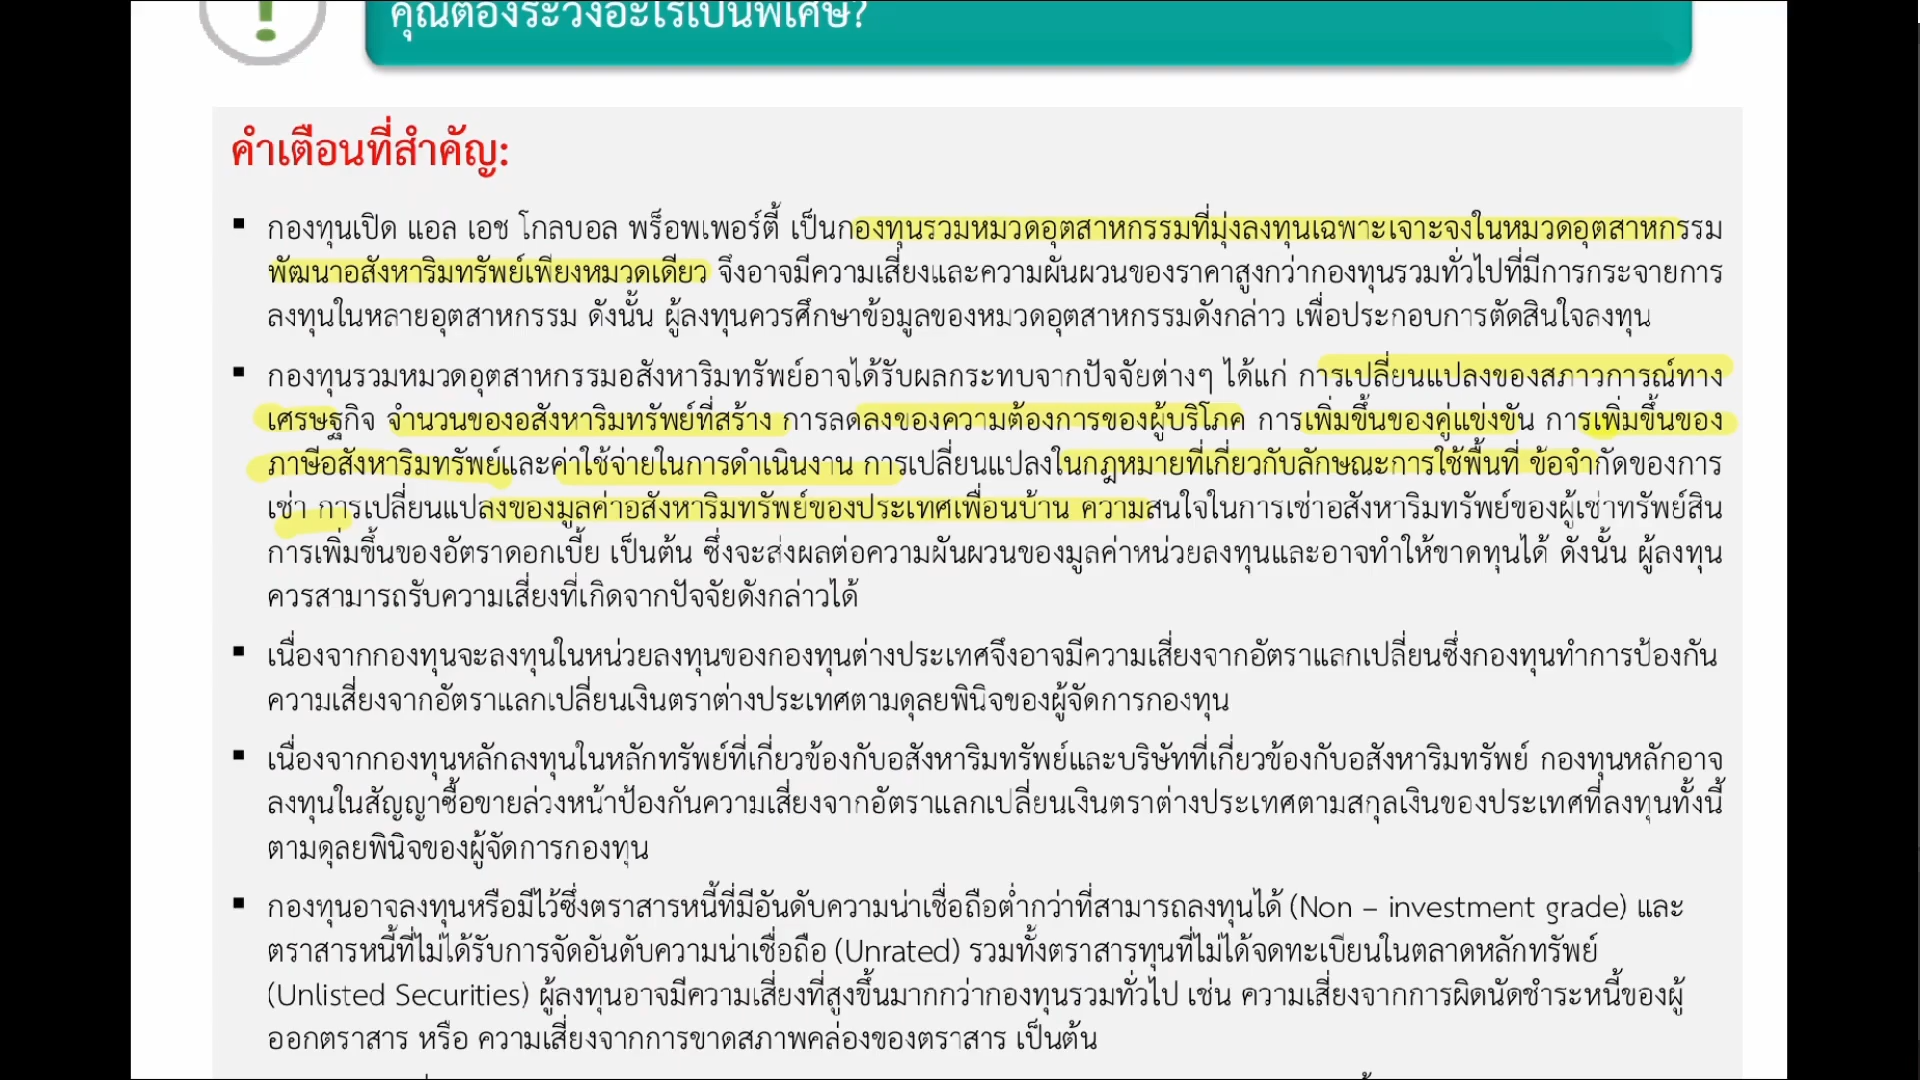 คุณต้องระวังอะไรเป็นพิเศษ?
คำเตือนที่สำคัญ:
▪ กองทุนเปิด แอล เอช โกลบอล พร็อพเพอร์ตี้ เป็นกองทุนรวมหมวดอุตสาหกรรมที่มุ่งลงทุนเฉพาะเจาะจงในหมวดอุตสาหกรรม
พัฒนาอสังหาริมทรัพย์เพียงหมวดเดียว จึงอาจมีความเสี่ยงและความผันผวนของราคาสูงกว่ากองทุนรวมทั่วไปที่มีการกระจายการ
ลงทุนในหลายอุตสาหกรรม ดังนั้น ผู้ลงทุนควรศึกษาข้อมูลของหมวดอุตสาหกรรมดังกล่าว เพื่อประกอบการตัดสินใจลงทุน
▪ กองทุนรวมหมวดอุตสาหกรรมอสังหาริมทรัพย์อาจได้รับผลกระทบจากปัจจัยต่างๆ ได้แก่ การเปลี่ยนแปลงของสภาวการณ์ทาง
เศรษฐกิจ จำนวนของอสังหาริมทรัพย์ที่สร้าง การลดลงของความต้องการของผู้บริโภค การเพิ่มขึ้นของคู่แข่งขัน การเพิ่มขึ้นของ
ภาษีอสังหาริมทรัพย์และค่าใช้จ่ายในการดำเนินงาน การเปลี่ยนแปลงในกฎหมายที่เกี่ยวกับลักษณะการใช้พื้นที่ ข้อจำกัดของการ
เช่า การเปลี่ยนแปลงของมูลค่าอสังหาริมทรัพย์ของประเทศเพื่อนบ้าน ความสนใจในการเช่าอสังหาริมทรัพย์ของผู้เช่าทรัพย์สิน
การเพิ่มขึ้นของอัตราดอกเบี้ย เป็นต้น ซึ่งจะส่งผลต่อความผันผวนของมูลค่าหน่วยลงทุนและอาจทำให้ขาดทุนได้ ดังนั้น ผู้ลงทุน
ควรสามารถรับความเสี่ยงที่เกิดจากปัจจัยดังกล่าวได้
▪ เนื่องจากกองทุนจะลงทุนในหน่วยลงทุนของกองทุนต่างประเทศจึงอาจมีความเสี่ยงจากอัตราแลกเปลี่ยนซึ่งกองทุนทำการป้องกัน
ความเสี่ยงจากอัตราแลกเปลี่ยนเงินตราต่างประเทศตามดุลยพินิจของผู้จัดการกองทุน
▪ เนื่องจากกองทุนหลักลงทุนในหลักทรัพย์ที่เกี่ยวข้องกับอสังหาริมทรัพย์และบริษัทที่เกี่ยวข้องกับอสังหาริมทรัพย์ กองทุนหลักอาจ
ลงทุนในสัญญาซื้อขายล่วงหน้าป้องกันความเสี่ยงจากอัตราแลกเปลี่ยนเงินตราต่างประเทศตามสกุลเงินของประเทศที่ลงทุนทั้งนี้
ตามดุลยพินิจของผู้จัดการกองทุน
▪ กองทุนอาจลงทุนหรือมีไว้ซึ่งตราสารหนี้ที่มีอันดับความน่าเชื่อถือต่ำกว่าที่สามารถลงทุนได้ (Non – investment grade) และ
ตราสารหนี้ที่ไม่ได้รับการจัดอันดับความน่าเชื่อถือ (Unrated) รวมทั้งตราสารทุนที่ไม่ได้จดทะเบียนในตลาดหลักทรัพย์
(Unlisted Securities) ผู้ลงทุนอาจมีความเสี่ยงที่สูงขึ้นมากกว่ากองทุนรวมทั่วไป เช่น ความเสี่ยงจากการผิดนัดชำระหนี้ของผู้
ออกตราสาร หรือ ความเสี่ยงจากการขาดสภาพคล่องของตราสาร เป็นต้น